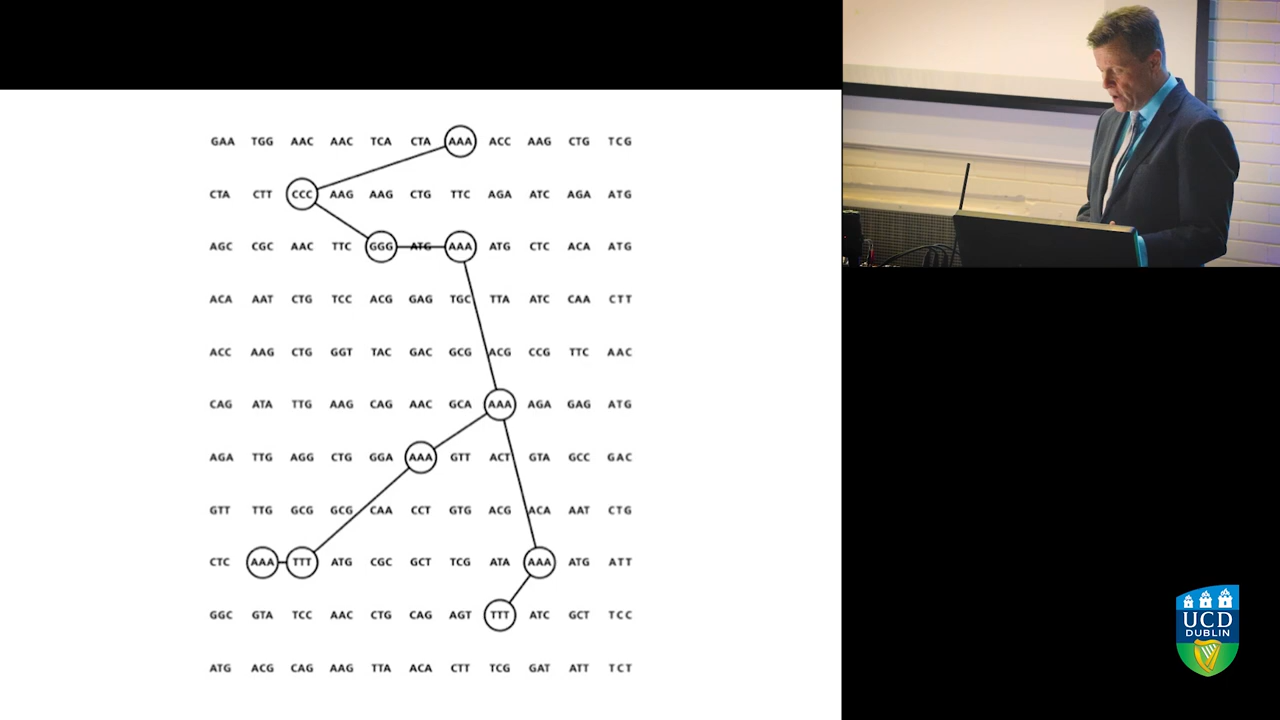 GAA TGG AAC AAC TCA CTA AAA ACC AAG CTG TCG
CTA CTT CCC AAG AAG CTG TTC AGA ATC AGA ATG
AGC CGC AAC TTC GGG ATG AAA ATG CTC ACA ATG
ACA AAT CTG TCC ACG GAG TGC TTA ATC CAA CTT
ACC AAG CTG GGT TAC GAC GCG ACG CCG TTC AAC
CAG ATA TTG AAG CAG AAC GCA AAA AGA GAG ATG
AGA TTG AGG CTG GGA AAA GTT ACT GTA GCC GAC
GTT TTG GCG GCG CAA CCT GTG ACG ACA AAT CTG
CTC AAA TTT ATG CGC GCT TCG ATA AAA ATG ATT
GGC GTA TCC AAC CTG CAG AGT TTT ATC GCT TCC
ATG ACG CAG AAG TTA ACA CTT TCG GAT ATT TCT
UCD
DUBLIN